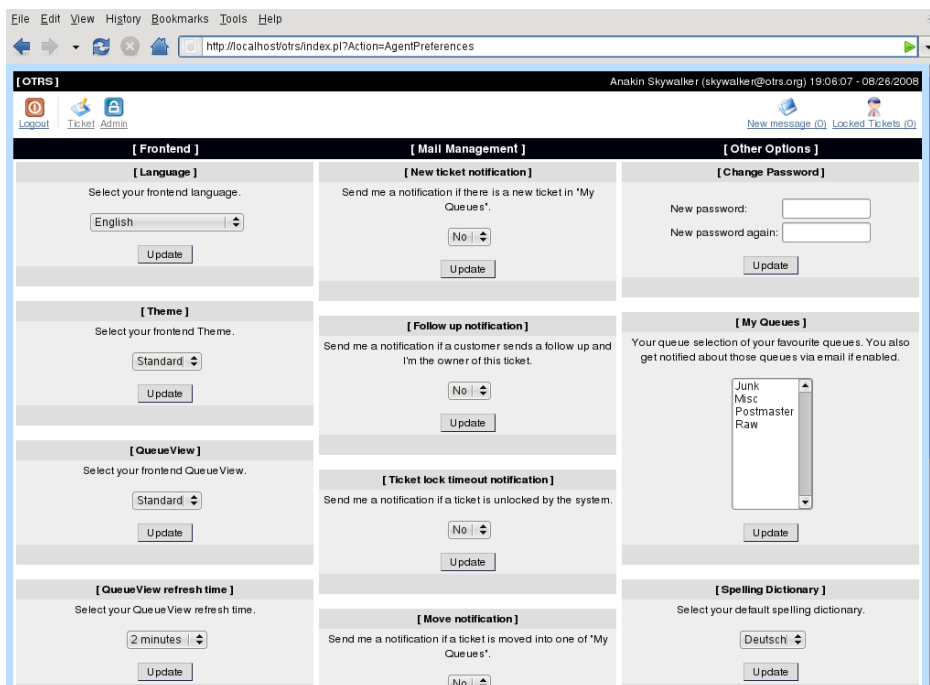 File Edit View History Bookmarks Tools Help
http://localhost/otrs/index.pl?Action=AgentPreferences
[ OTRS ]
Anakin Skywalker (skywalker@otrs.org) 19:06:07 - 08/26/2008
Logout Ticket Admin
New message (0) Locked Tickets (0)
[ Frontend ]
[ Language ]
Select your frontend language.
English
Update
[ Theme ]
Select your frontend Theme.
Standard
Update
[ QueueView ]
Select your frontend QueueView.
Standard
Update
[ QueueView refresh time ]
Select your QueueView refresh time.
2 minutes
Update
[ Mail Management ]
[ New ticket notification ]
Send me a notification if there is a new ticket in "My
Queues".
No
Update
[ Follow up notification ]
Send me a notification if a customer sends a follow up and
I'm the owner of this ticket.
No
Update
[ Ticket lock timeout notification ]
Send me a notification if a ticket is unlocked by the system.
No
Update
[ Move notification ]
Send me a notification if a ticket is moved into one of "My
Queues".
No
[ Other Options ]
[ Change Password ]
New password:
New password again:
Update
[ My Queues ]
Your queue selection of your favourite queues. You also
get notified about those queues via email if enabled.
Junk
Misc
Postmaster
Raw
Update
[ Spelling Dictionary ]
Select your default spelling dictionary.
Deutsch
Update